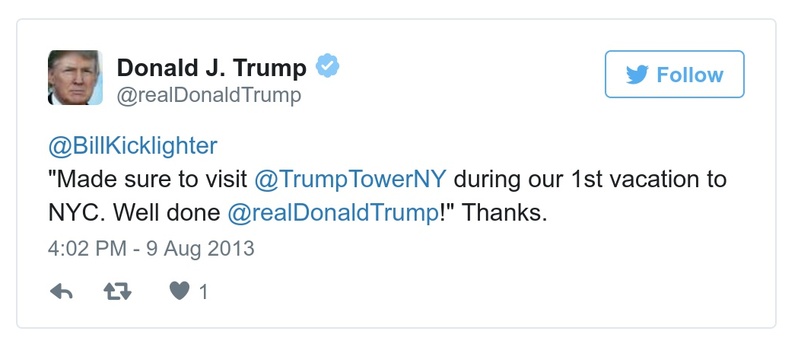 Donald J. Trump
@realDonaldTrump
Follow
@BillKicklighter
"Made sure to visit @TrumpTowerNY during our 1st vacation to
NYC. Well done @realDonaldTrump!" Thanks.
4:02 PM - 9 Aug 2013
1